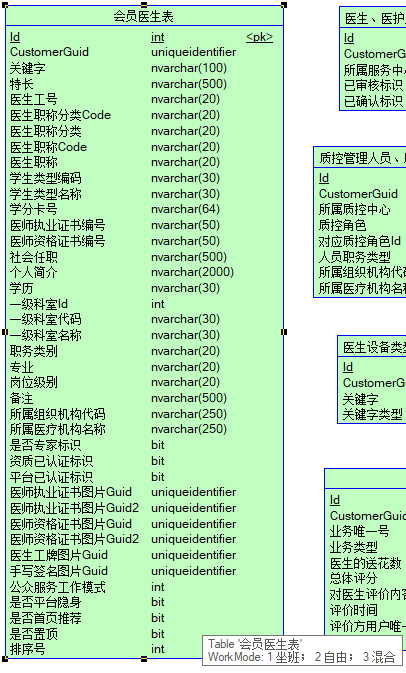 会员医生表
Id int <pk>
CustomerGuid uniqueidentifier
关键字 nvarchar(100)
特长 nvarchar(500)
医生工号 nvarchar(20)
医生职称分类Code nvarchar(20)
医生职称分类 nvarchar(20)
医生职称Code nvarchar(20)
医生职称 nvarchar(20)
学生类型编码 nvarchar(30)
学生类型名称 nvarchar(30)
学分卡号 nvarchar(64)
医师执业证书编号 nvarchar(50)
医师资格证书编号 nvarchar(50)
社会任职 nvarchar(500)
个人简介 nvarchar(2000)
学历 nvarchar(30)
一级科室Id int
一级科室代码 nvarchar(30)
一级科室名称 nvarchar(30)
职务类别 nvarchar(20)
专业 nvarchar(20)
岗位级别 nvarchar(20)
备注 nvarchar(500)
所属组织机构代码 nvarchar(250)
所属医疗机构名称 nvarchar(250)
是否专家标识 bit
资质已认证标识 bit
平台已认证标识 bit
医师执业证书图片Guid uniqueidentifier
医师执业证书图片Guid2 uniqueidentifier
医师资格证书图片Guid uniqueidentifier
医师资格证书图片Guid2 uniqueidentifier
医生工牌图片Guid uniqueidentifier
手写签名图片Guid uniqueidentifier
公众服务工作模式 int
是否平台隐身 bit
是否首页推荐 bit
是否置顶 bit
排序号 int
医生、医护
Id
CustomerG
所属服务中
已审核标识
已确认标识
质控管理人员、
Id
CustomerGuid
所属质控中心
质控角色
对应质控角色Id
人员职务类型
所属组织机构代
所属医疗机构名
医生设备类
Id
CustomerGu
关键字
关键字类型
Id
CustomerGuid
业务唯一号
业务类型
医生的送花数
总体评分
对医生评价内容
评价时间
评价方用户唯一
Table '会员医生表'
WorkMode: 1 坐班； 2 自由； 3 混合